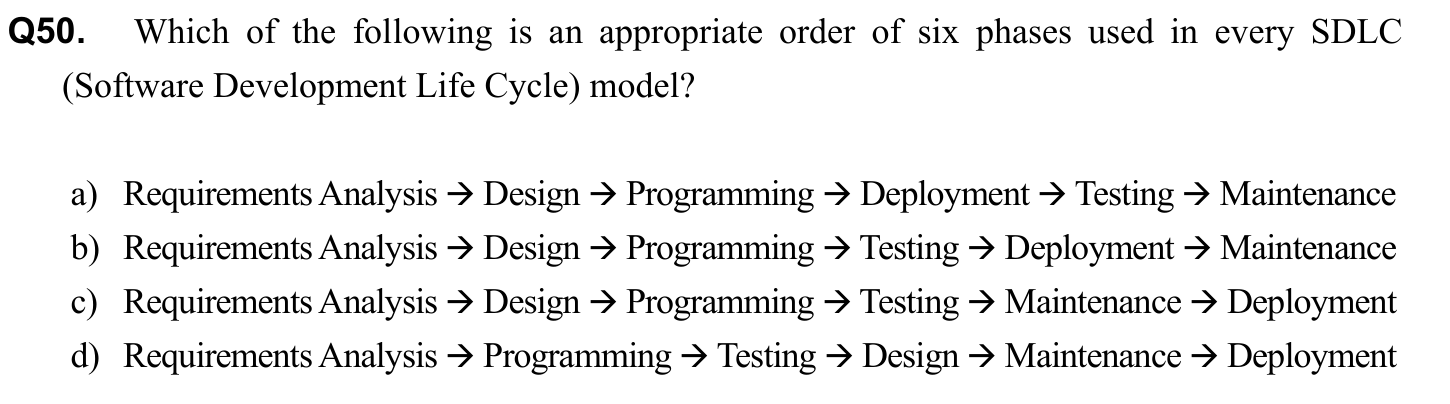 Q50. Which of the following is an appropriate order of six phases used in every SDLC
(Software Development Life Cycle) model?
a) Requirements Analysis → Design → Programming → Deployment → Testing → Maintenance
b) Requirements Analysis → Design → Programming → Testing → Deployment → Maintenance
c) Requirements Analysis → Design → Programming → Testing → Maintenance → Deployment
d) Requirements Analysis → Programming → Testing → Design → Maintenance → Deployment